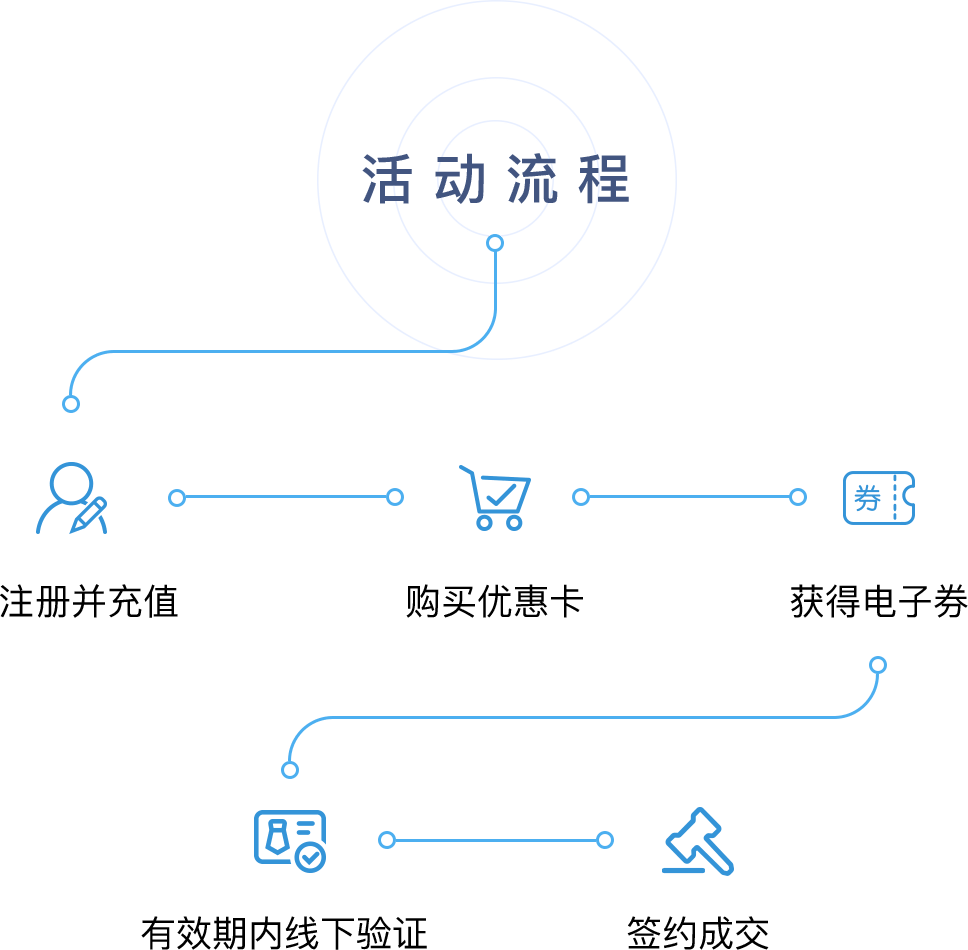 活动流程
券
注册并充值
购买优惠卡
获得电子券
有效期内线下验证
签约成交